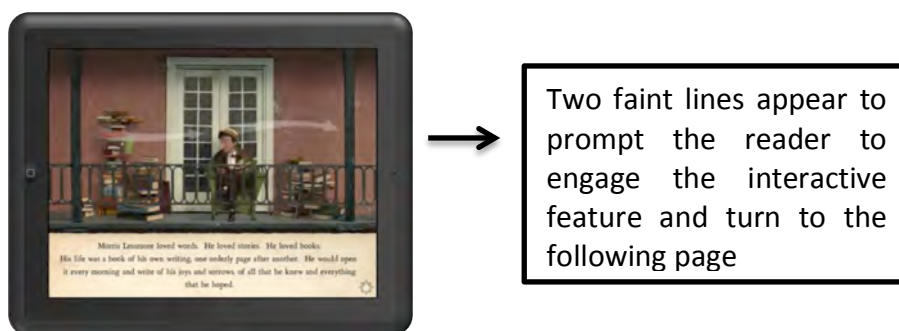 Morris Lessmore loved words. He loved stories. He loved books.
His life was a book of his own writing, one orderly page after another. He would open
it every morning and write of his joys and sorrows, of all that he knew and everything
that he hoped.
Two faint lines appear to
prompt the reader to
engage the interactive
feature and turn to the
following page